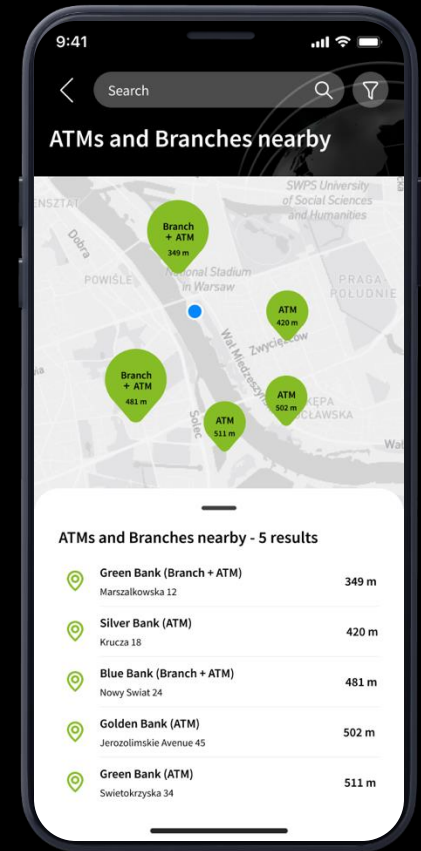 9:41
Search
ATMs and Branches nearby
SWPS University
of Social Sciences
and Humanities
Branch
+ ATM
349 m
Dobra
National Stadium
in Warsaw
POWIŚLE
PRAGA-
POŁUDNIE
ATM
420 m
Zwycięzców
Wał Miedzeszyński
Branch
+ ATM
481 m
ATM
502 m
KĘPA
ATM
511 m
Solec
Wał
ATMs and Branches nearby - 5 results
Green Bank (Branch + ATM)
Marszalkowska 12
349 m
Silver Bank (ATM)
Krucza 18
420 m
Blue Bank (Branch + ATM)
Nowy Swiat 24
481 m
Golden Bank (ATM)
Jerozolimskie Avenue 45
502 m
Green Bank (ATM)
Swietokrzyska 34
511 m